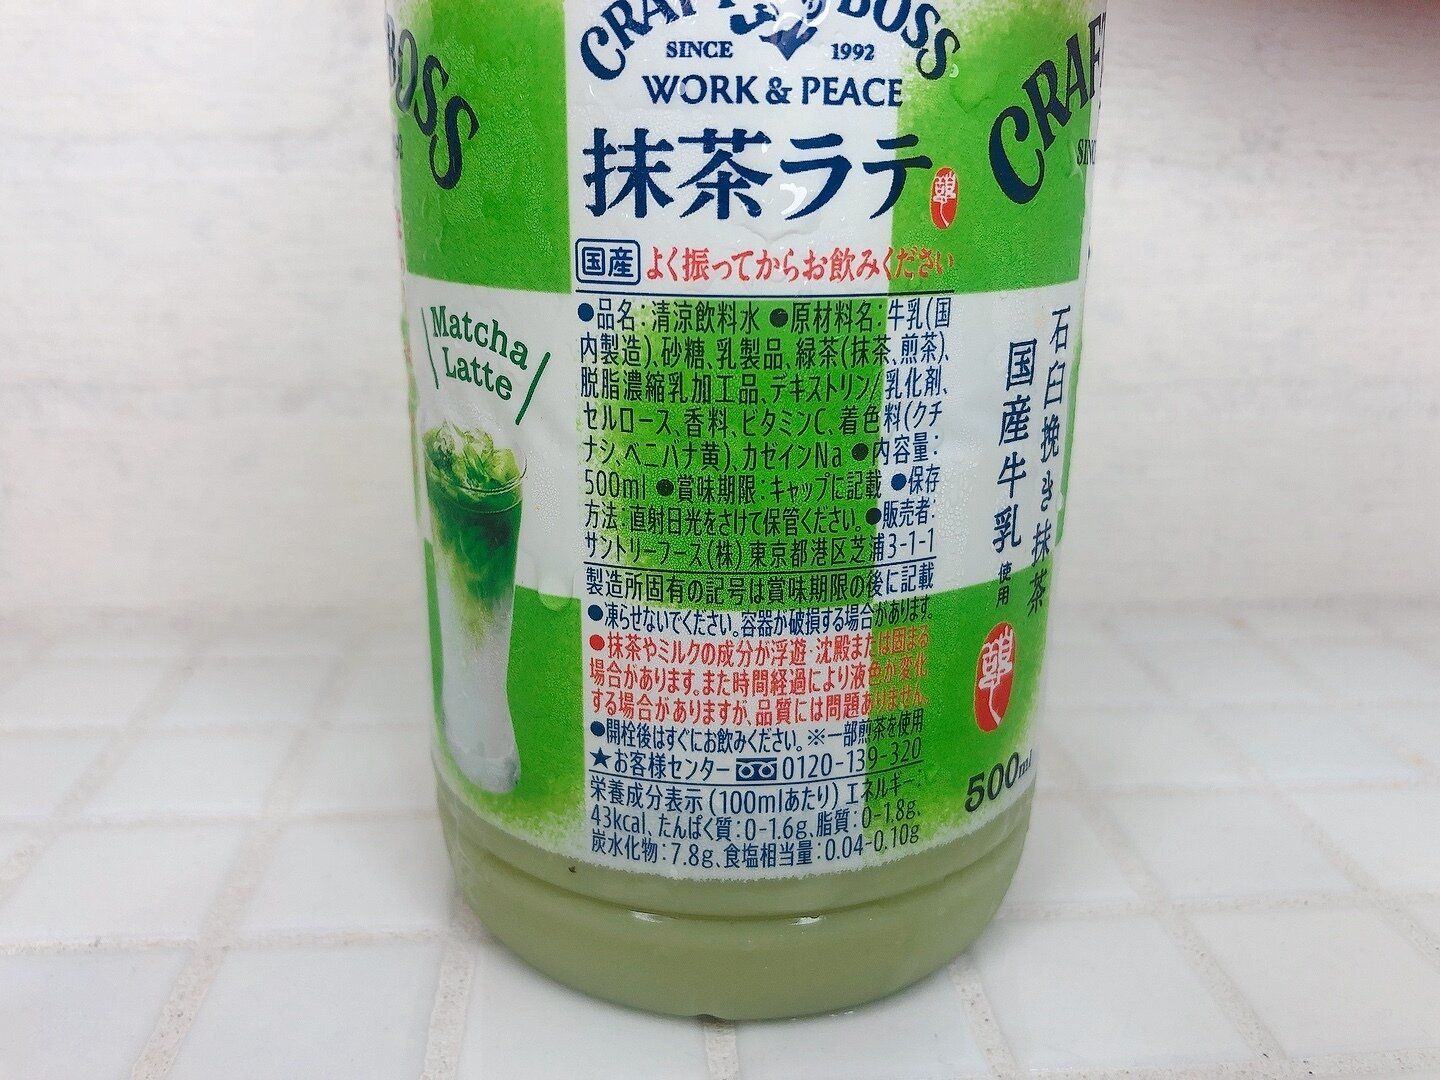 CRAFT BOSS
SINCE 1992
WORK & PEACE
抹茶ラテ
国産 よく振ってからお飲みください
●品名:清涼飲料水 ●原材料名:牛乳(国
内製造)、砂糖、乳製品、緑茶(抹茶、煎茶)、
脱脂濃縮乳加工品、デキストリン/乳化剤、
セルロース、香料、ビタミンC、着色料(クチ
ナシ、ベニバナ黄)、カゼインNa ●内容量:
500ml ●賞味期限:キャップに記載 ●保存
方法:直射日光をさけて保管ください。●販売者:
サントリーフーズ(株)東京都港区芝浦3-1-1
製造所固有の記号は賞味期限の後に記載
●凍らせないでください。容器が破損する場合があります。
●抹茶やミルクの成分が浮遊・沈殿または固まる
場合があります。また時間経過により液色が変化
する場合がありますが、品質には問題ありません。
●開栓後はすぐにお飲みください。※一部煎茶を使用
★お客様センター 0120-139-320
栄養成分表示(100mlあたり)エネルギー:
43kcal、たんぱく質:0-1.6g、脂質:0-1.8g、
炭水化物:7.8g、食塩相当量:0.04-0.10g
BOSS
Matcha
Latte
CRAFT
石臼挽き抹茶
国産牛乳使用
500ml